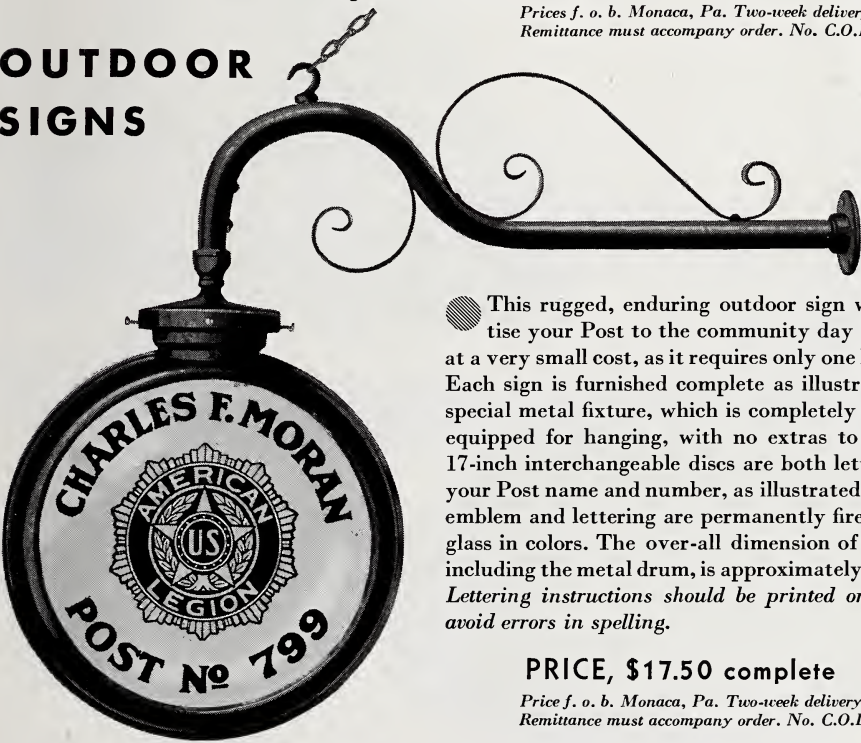 Prices f. o. b. Monaca, Pa. Two-week
Remittance must accompany order. No. C.O.
OUTDOOR
SIGNS
CHARLES F. MORAN
AMERICAN
US
LEGION
POST Nº 799
This rugged, enduring outdoor sign
tise your Post to the community day
at a very small cost, as it requires only one
Each sign is furnished complete as
special metal fixture, which is completely
equipped for hanging, with no extras to
17-inch interchangeable discs are both
your Post name and number, as illustrated
emblem and lettering are permanently
glass in colors. The over-all dimension of
including the metal drum, is approximately
Lettering instructions should be printed
avoid errors in spelling.
PRICE, $17.50 complete
Price f. o. b. Monaca, Pa. Two-week delivery
Remittance must accompany order. No. C.O.